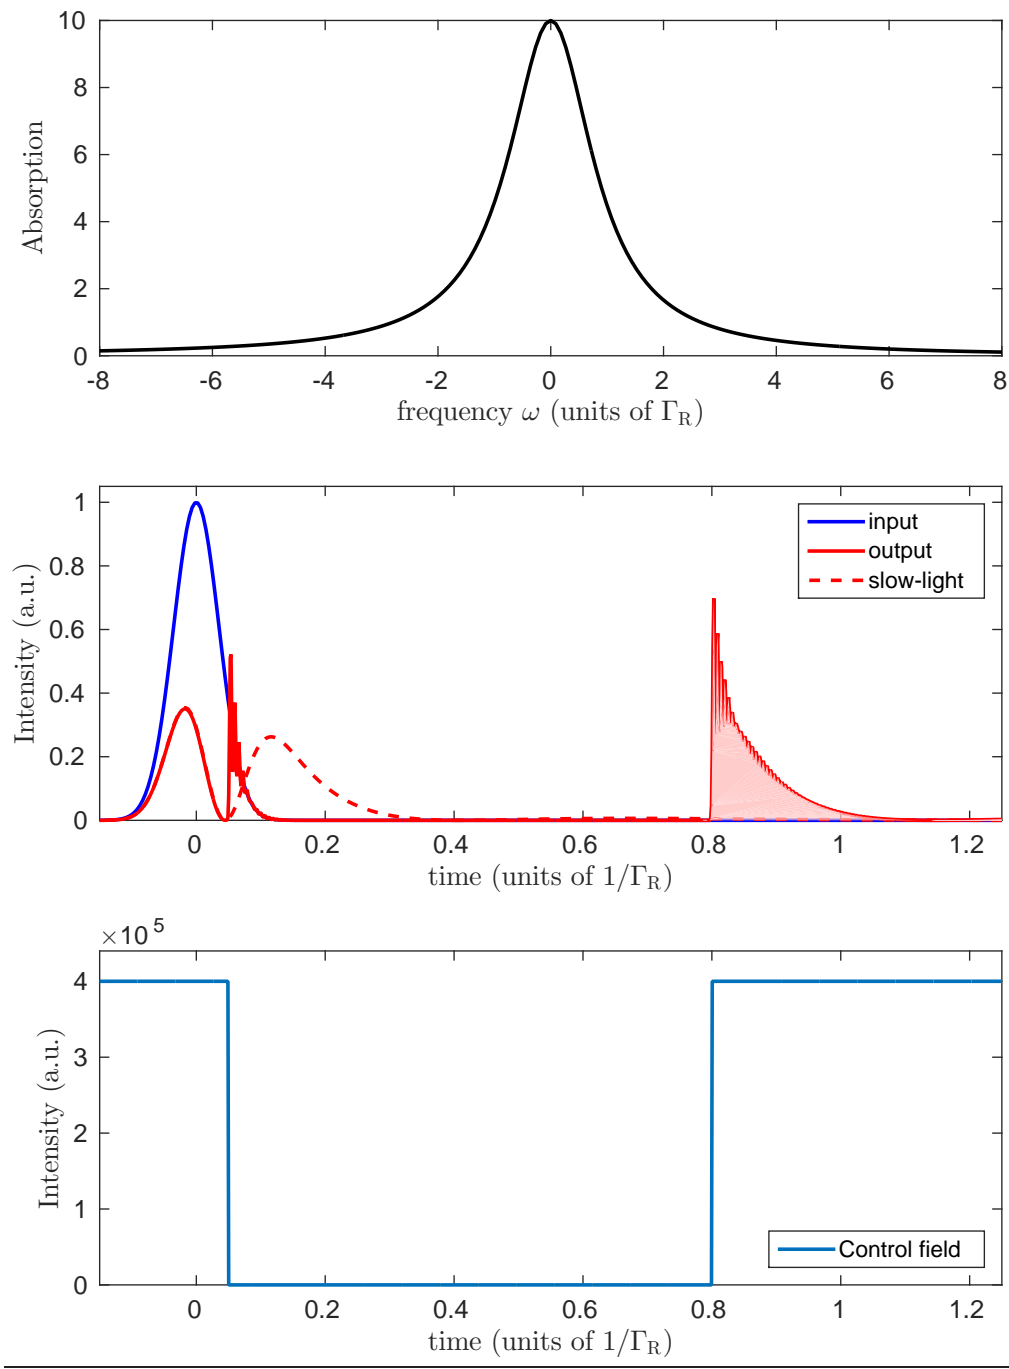 10
8
6
4
2
0
Absorption
-8 -6 -4 -2 0 2 4 6 8
frequency ω (units of Γ_R)
1
0.8
0.6
0.4
0.2
0
Intensity (a.u.)
input
output
slow-light
0 0.2 0.4 0.6 0.8 1 1.2
time (units of 1/Γ_R)
×10^5
4
3
2
1
0
Intensity (a.u.)
Control field
0 0.2 0.4 0.6 0.8 1 1.2
time (units of 1/Γ_R)